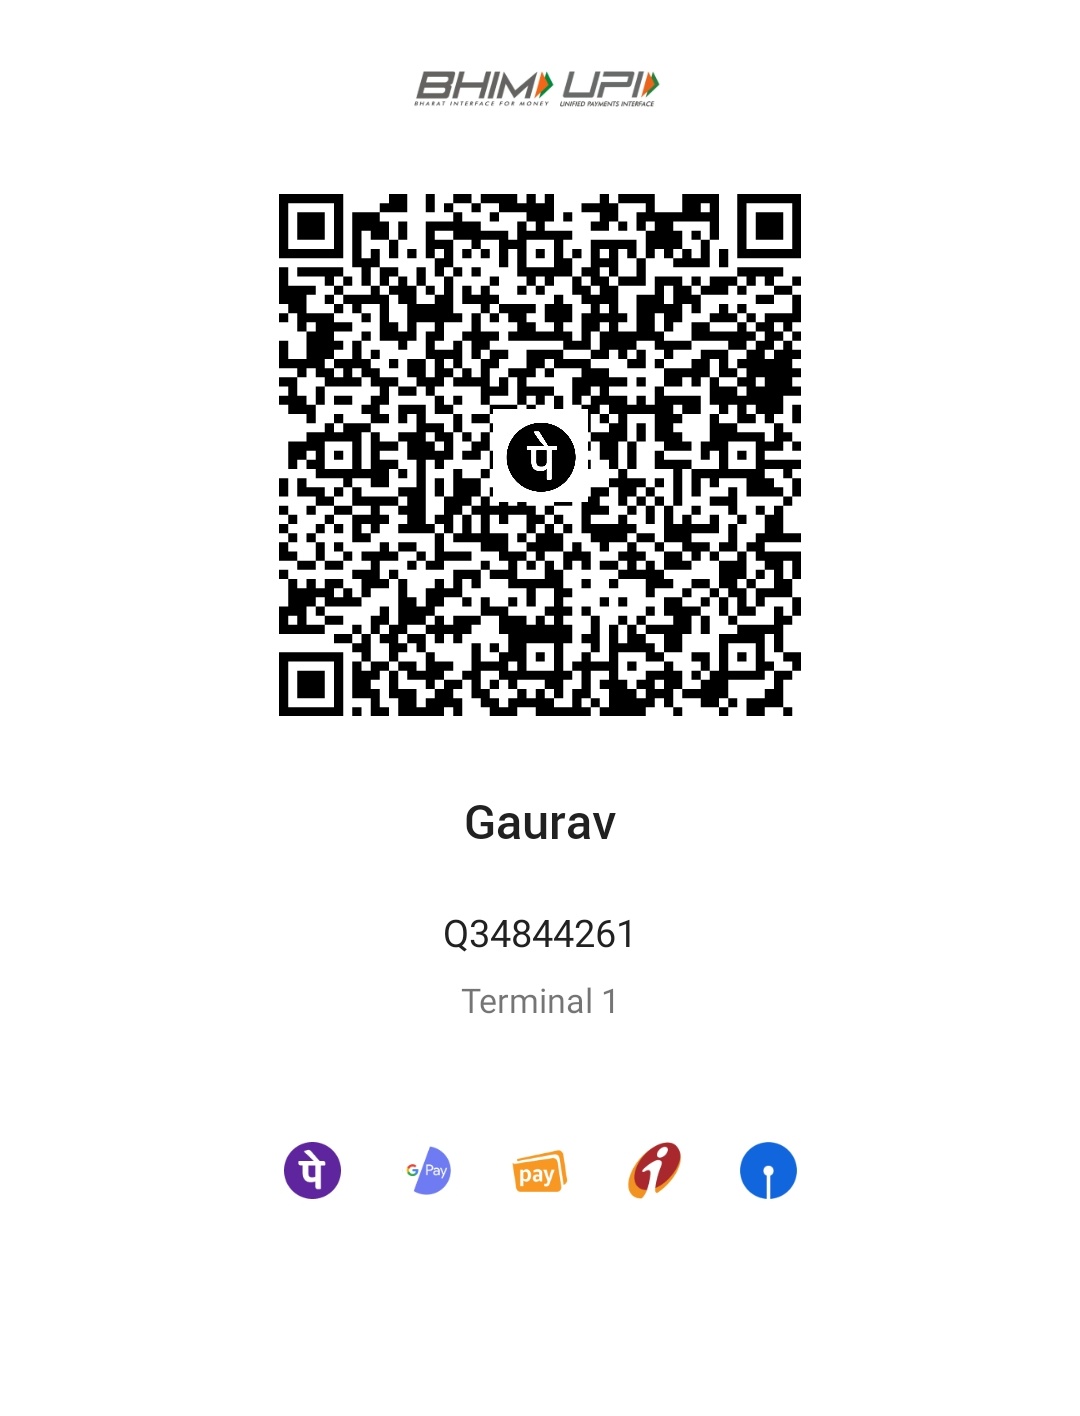 BHIM UPI
BHARAT INTERFACE FOR MONEY UNIFIED PAYMENTS INTERFACE
पे
Gaurav
Q34844261
Terminal 1
पे G Pay pay i